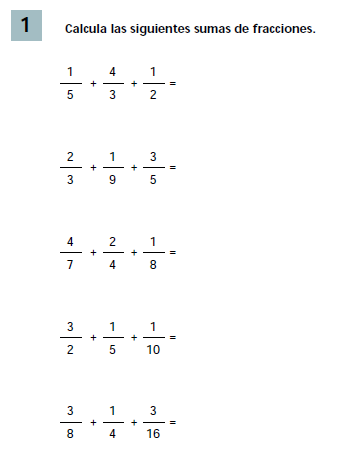 1 Calcula las siguientes sumas de fracciones.
1/5 + 4/3 + 1/2 =
2/3 + 1/9 + 3/5 =
4/7 + 2/4 + 1/8 =
3/2 + 1/5 + 1/10 =
3/8 + 1/4 + 3/16 =